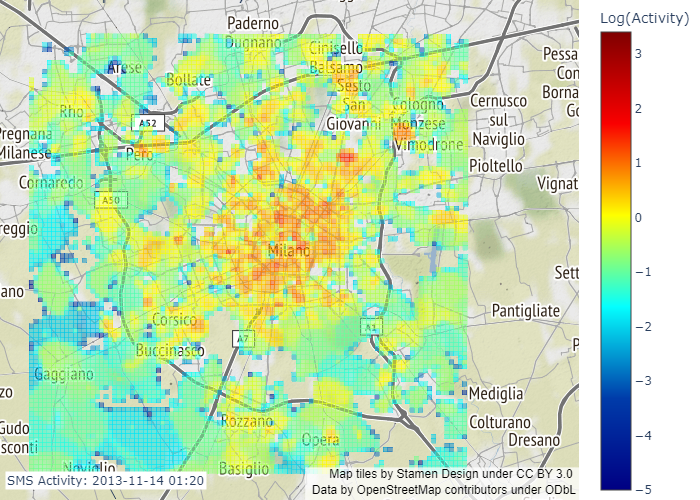 Log(Activity)
3
2
1
0
−1
−2
−3
−4
−5
Paderno
Dugnano
Cinisello
Balsamo
Arese
Bollate
Sesto
San
Giovanni
Cologno
Monzese
Vimodrone
Cernusco
sul
Naviglio
Pioltello
Pessa
Con
Borna
Go
Rho
A52
Pregnana
Milanese
Pero
Cornaredo
Vignat
A50
reggio
Milano
Sett
ano
Corsico
A7
A1
Pantigliate
P
Buccinasco
Gaggiano
Mediglia
zo
Rozzano
Colturano
Gudo
sconti
Opera
Dresano
Noviglio
Basiglio
SMS Activity: 2013-11-14 01:20
Map tiles by Stamen Design under CC BY 3.0
Data by OpenStreetMap contributors under ODbL